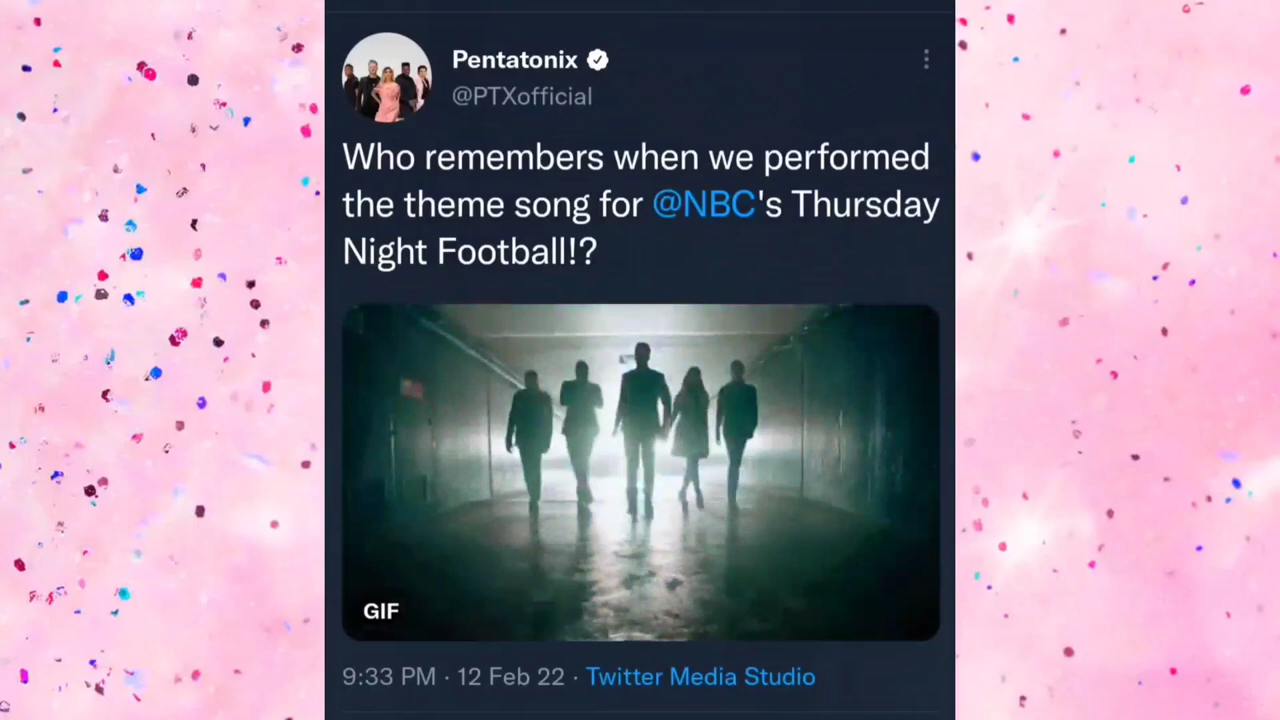 Pentatonix
@PTXofficial
Who remembers when we performed
the theme song for @NBC's Thursday
Night Football!?
GIF
9:33 PM · 12 Feb 22 · Twitter Media Studio